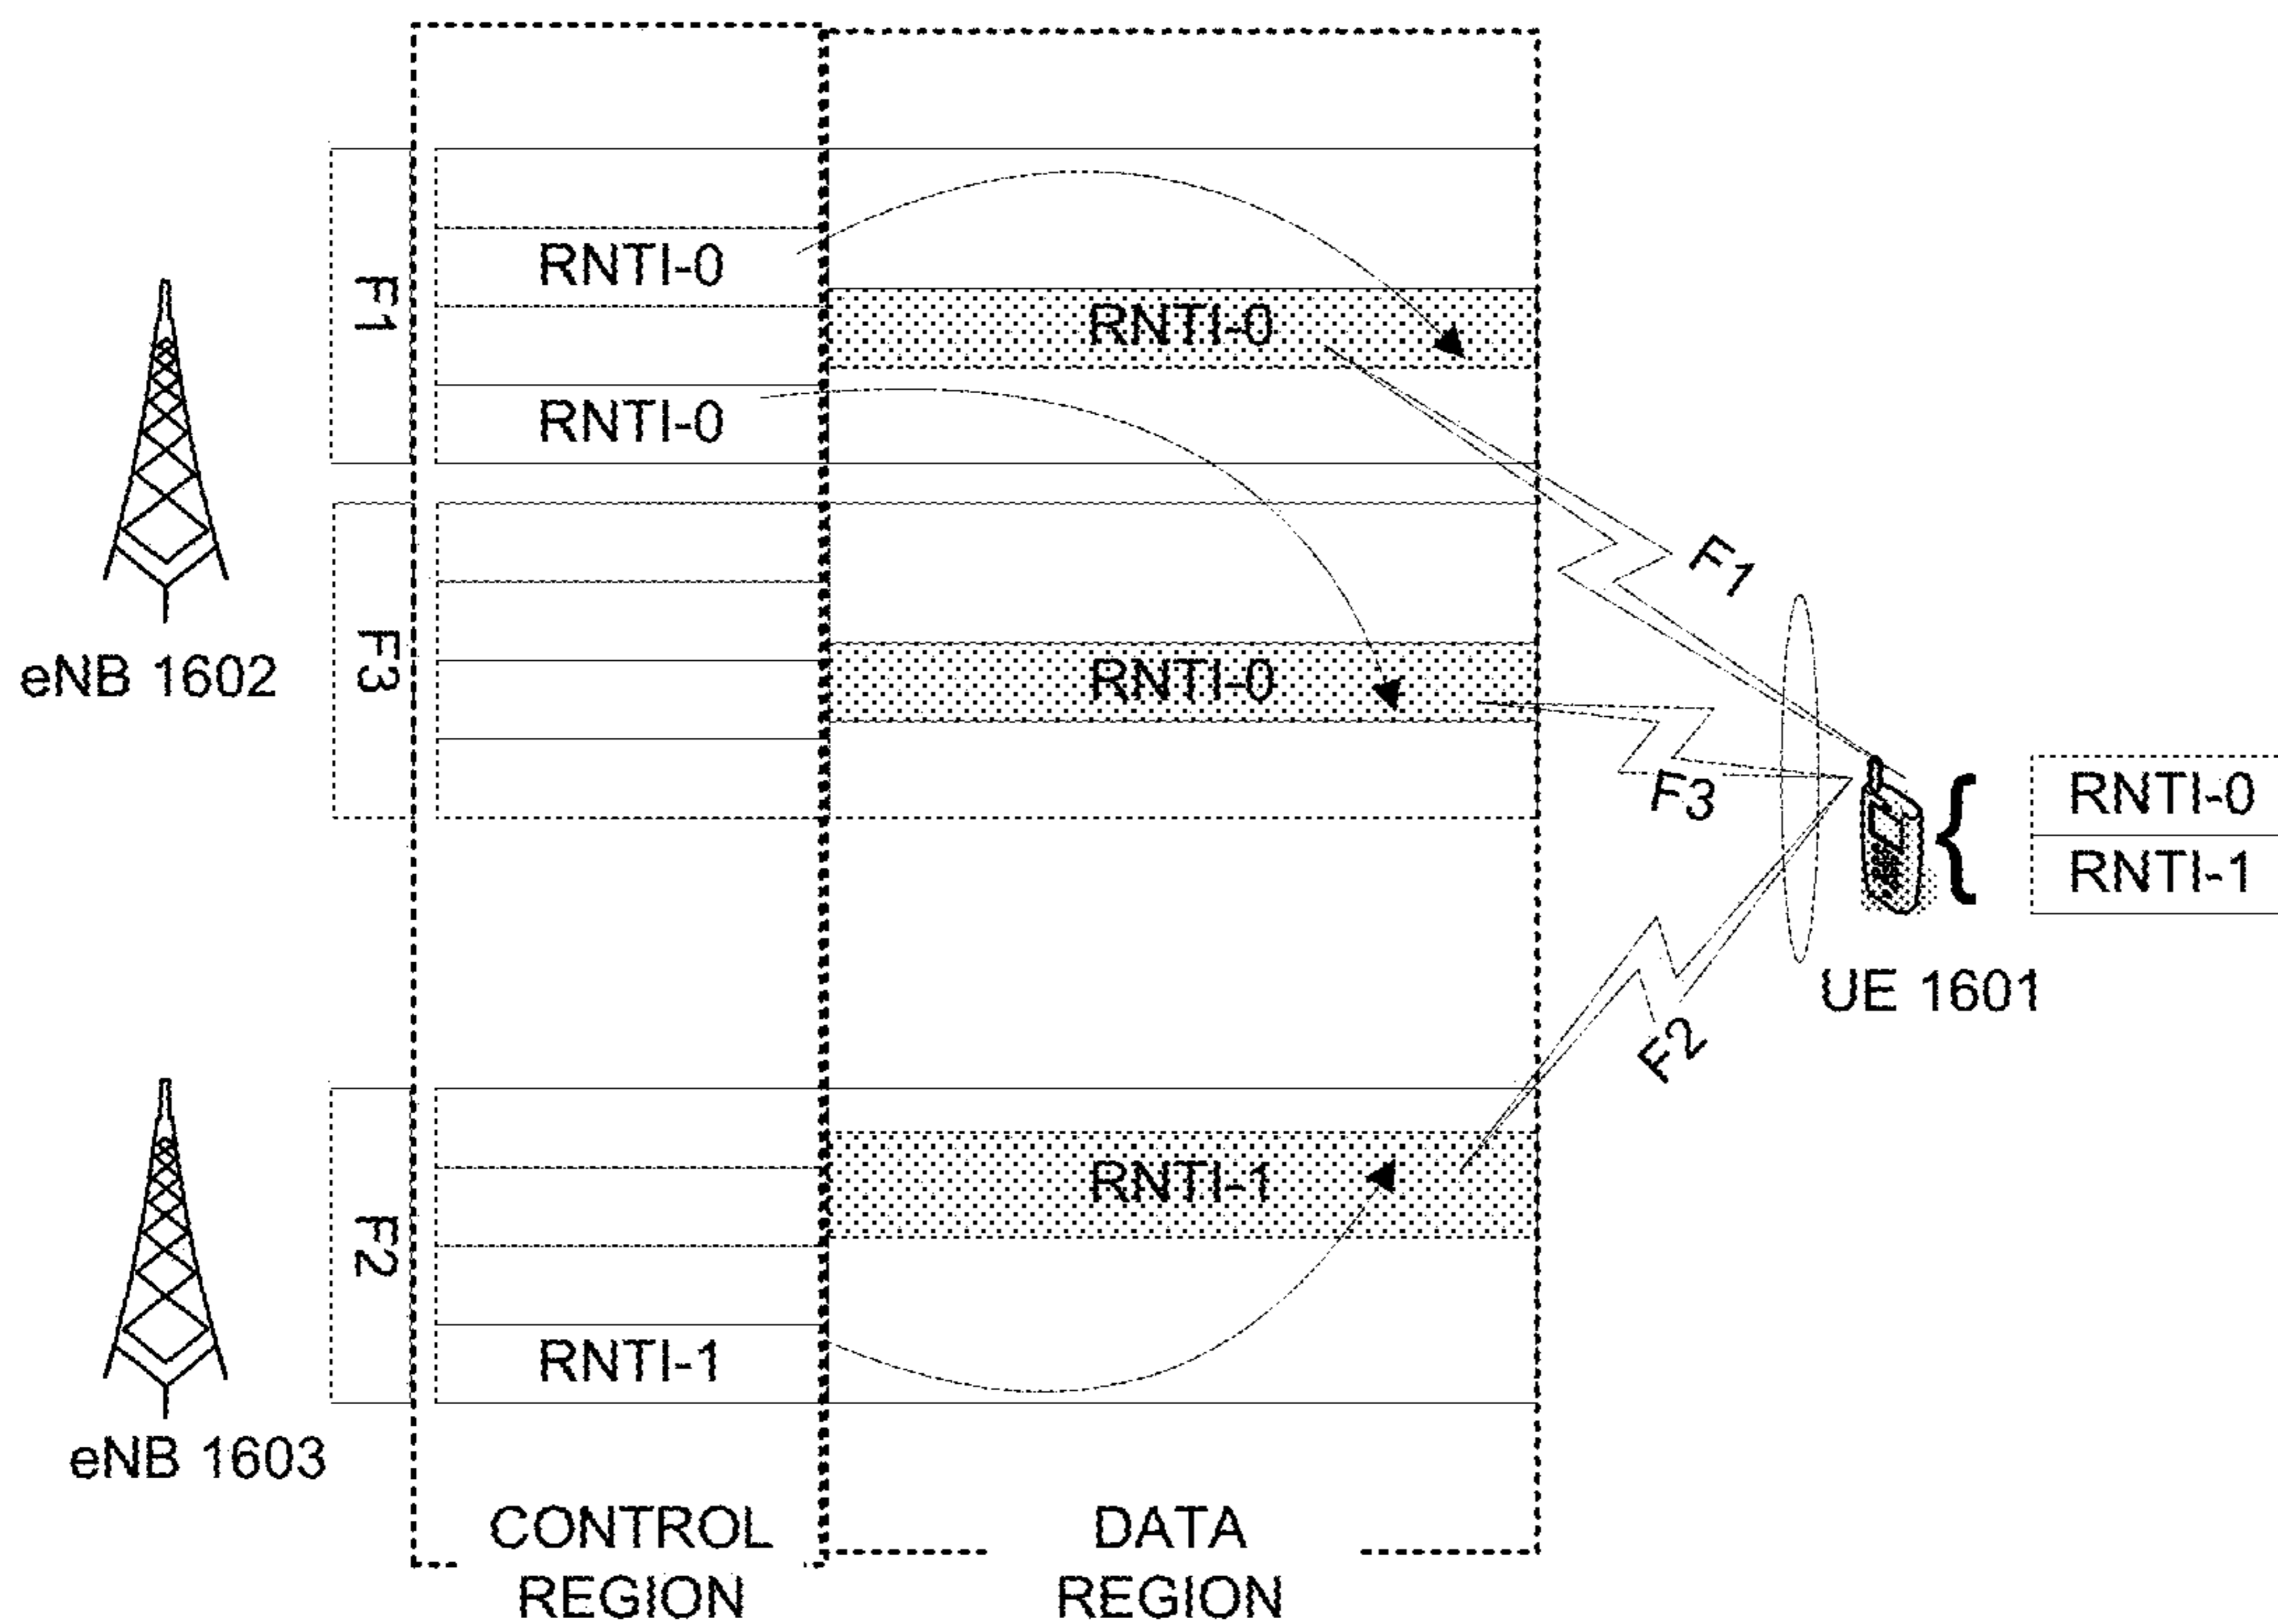 F1
RNTI-0
RNTI-0
RNTI-0
F1
eNB 1602
F3
RNTI-0
F3
RNTI-0
RNTI-1
UE 1601
F2
F2
RNTI-1
RNTI-1
eNB 1603
CONTROL
REGION
DATA
REGION